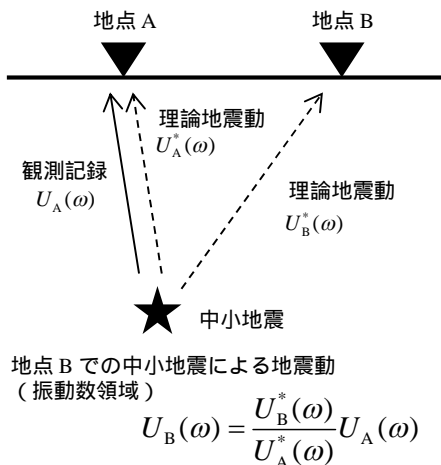 地点 A
地点 B
理論地震動
U*A(ω)
観測記録
UA(ω)
理論地震動
U*B(ω)
中小地震
地点 B での中小地震による地震動
（振動数領域）
UB(ω) = U*B(ω) / U*A(ω) UA(ω)